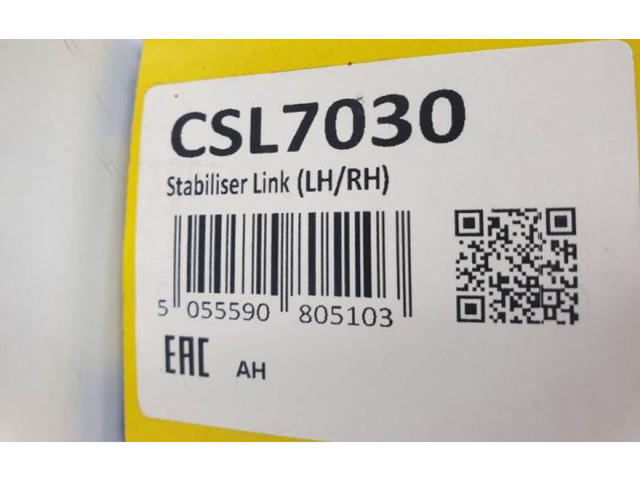 CSL7030
Stabiliser Link (LH/RH)
5 055590 805103
EAC AH